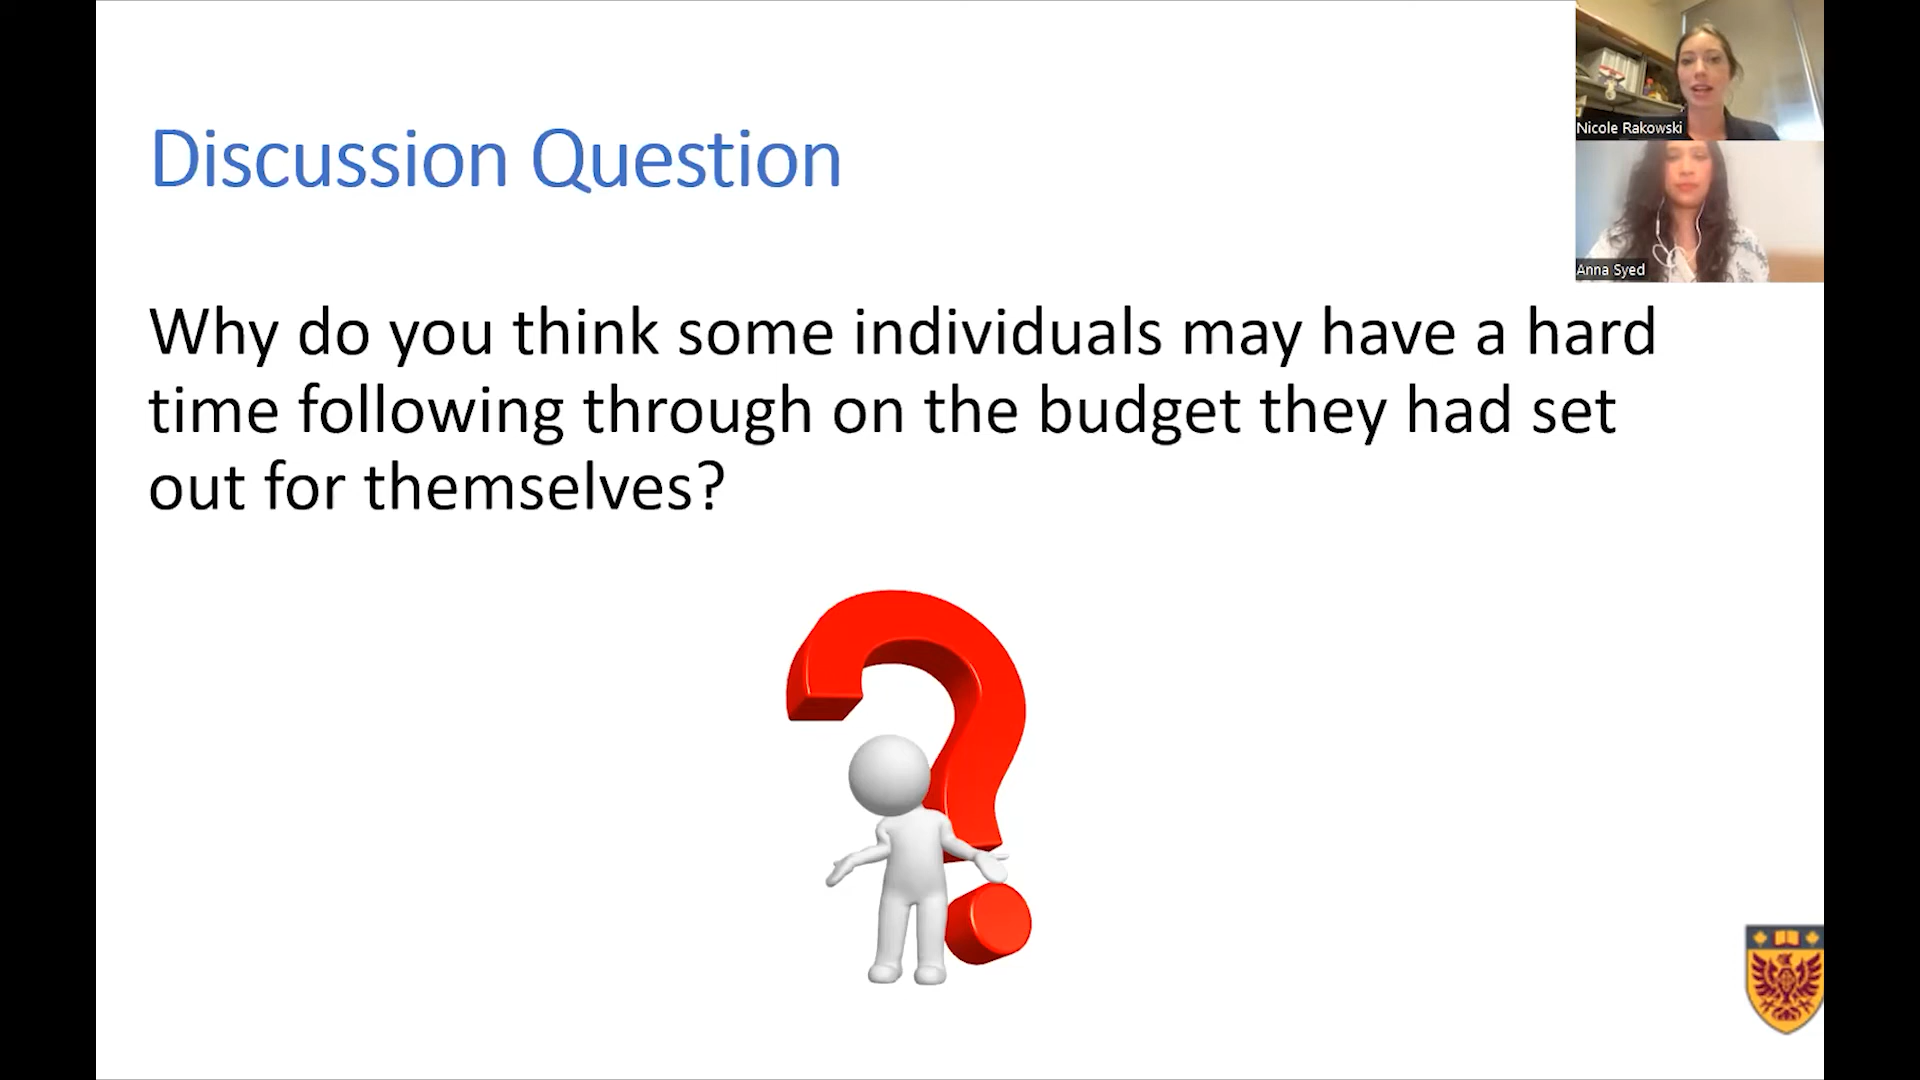 Discussion Question
Nicole Rakowski
Anna Syed
Why do you think some individuals may have a hard
time following through on the budget they had set
out for themselves?